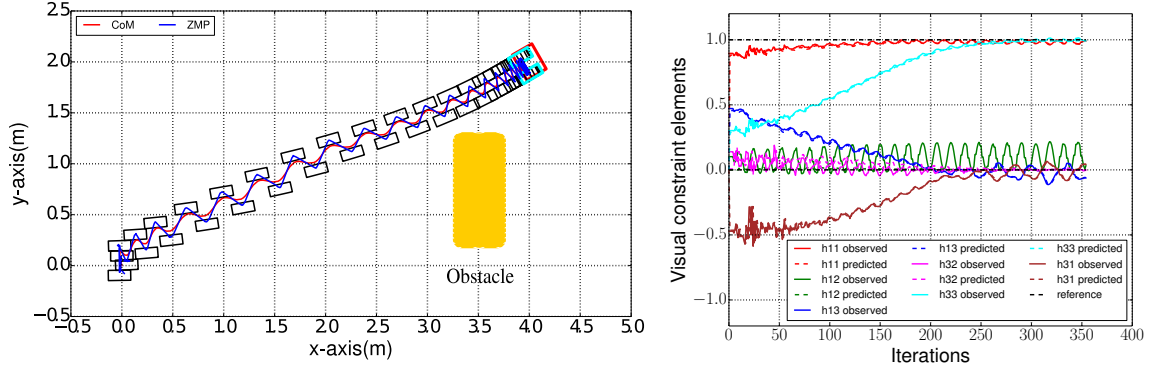 2.5
CoM
ZMP
2.0
1.5
1.0
0.5
0.0
−0.5
y-axis(m)
Obstacle
−0.5
0.0
0.5
1.0
1.5
2.0
2.5
3.0
3.5
4.0
4.5
5.0
x-axis(m)
Visual constraint elements
1.0
0.5
0.0
−0.5
−1.0
h11 observed
h11 predicted
h12 observed
h12 predicted
h13 observed
h13 predicted
h32 observed
h32 predicted
h33 observed
h33 predicted
h31 observed
h31 predicted
reference
0
50
100
150
200
250
300
350
400
Iterations